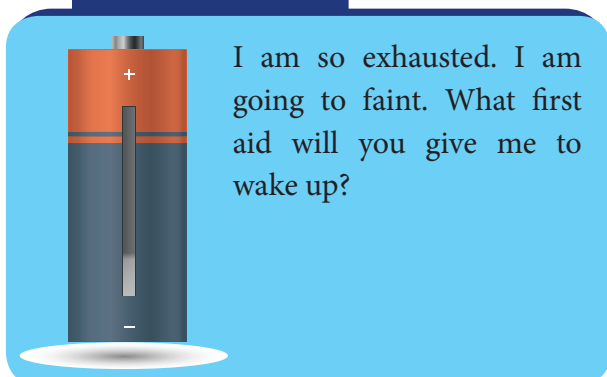 +
I am so exhausted. I am
going to faint. What first
aid will you give me to
wake up?
–